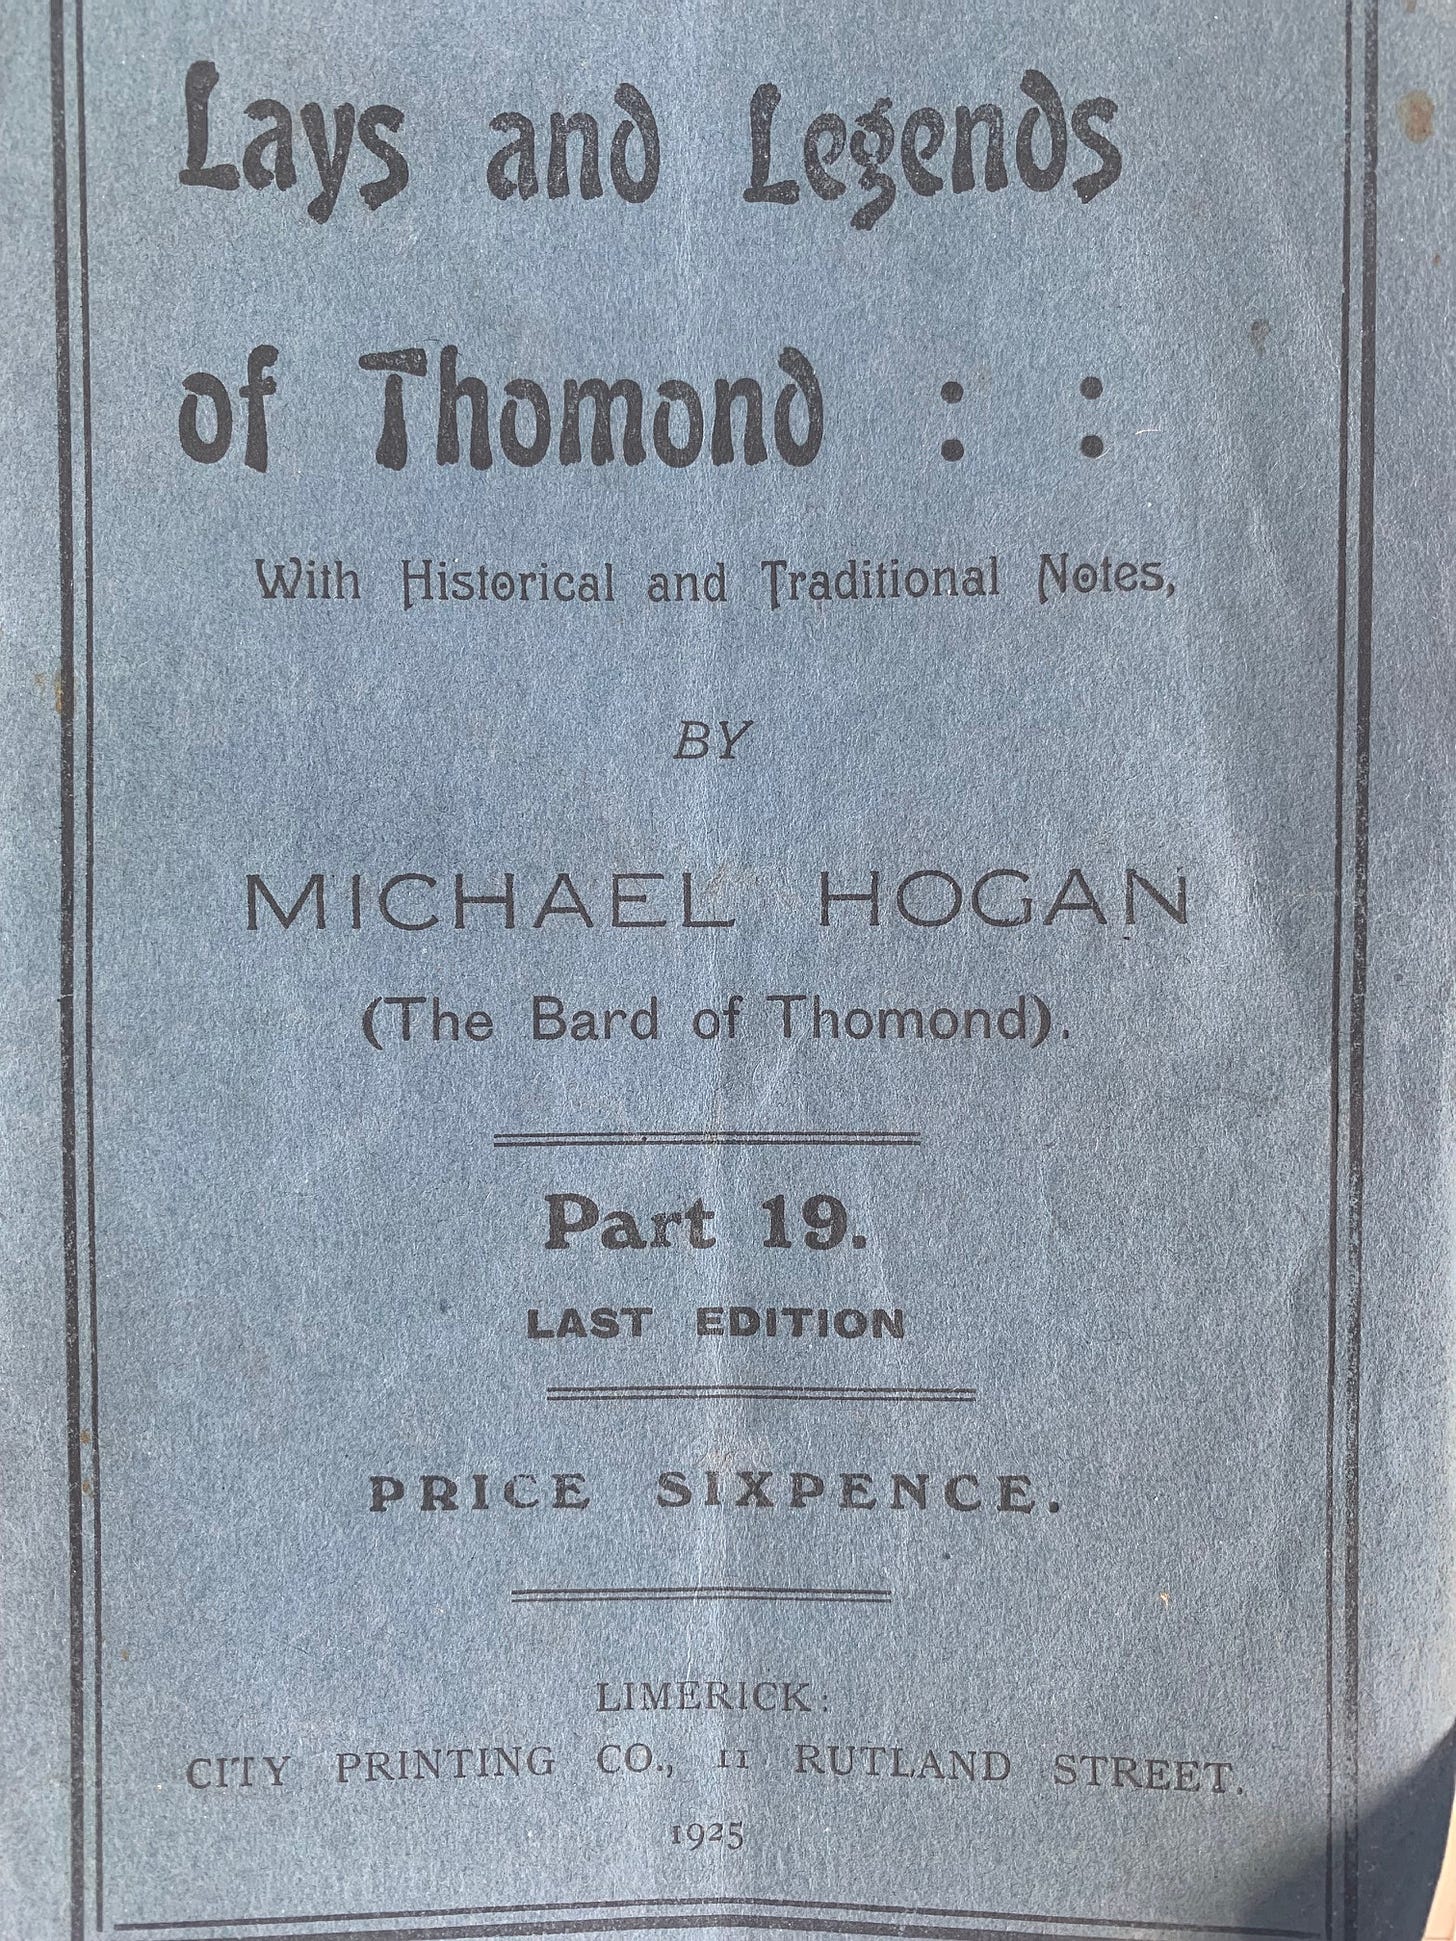 Lays and Legends
of Thomond : :
With Historical and Traditional Notes,
BY
MICHAEL HOGAN
(The Bard of Thomond).
Part 19.
LAST EDITION
PRICE SIXPENCE.
LIMERICK:
CITY PRINTING CO., 11 RUTLAND STREET.
1925